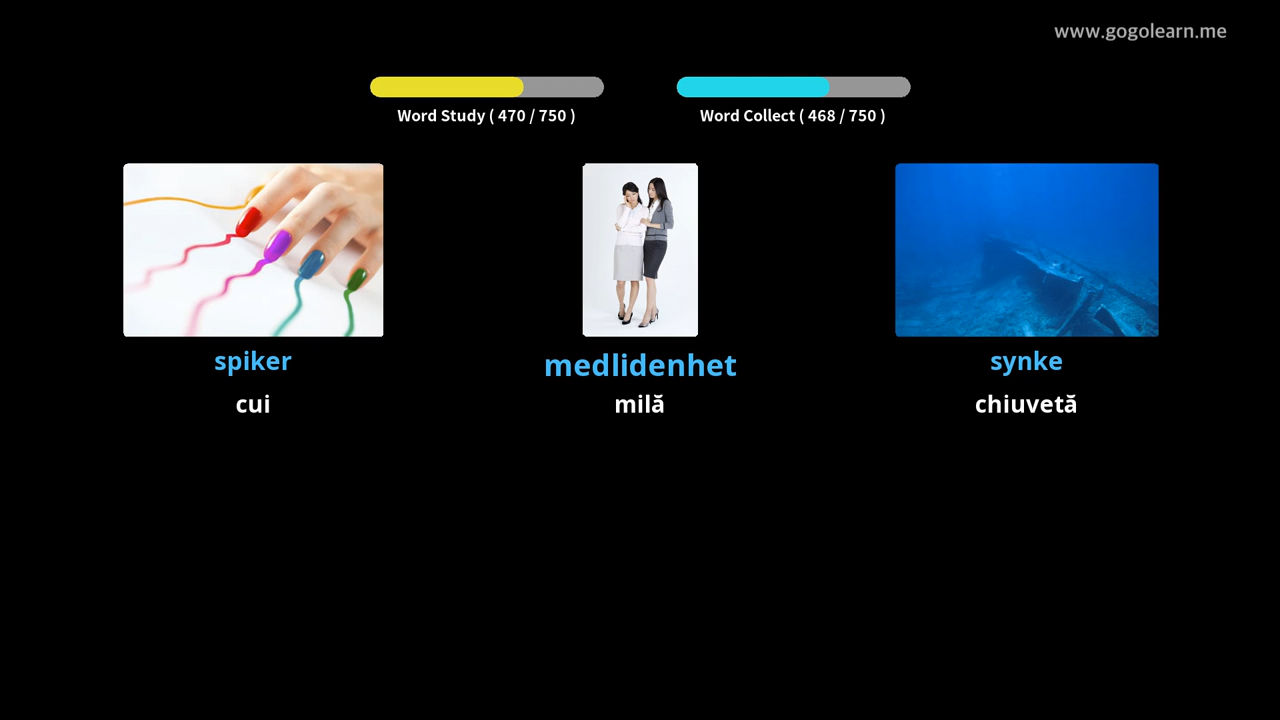 www.gogolearn.me
Word Study ( 470 / 750 )
Word Collect ( 468 / 750 )
spiker
medlidenhet
synke
cui
milă
chiuvetă